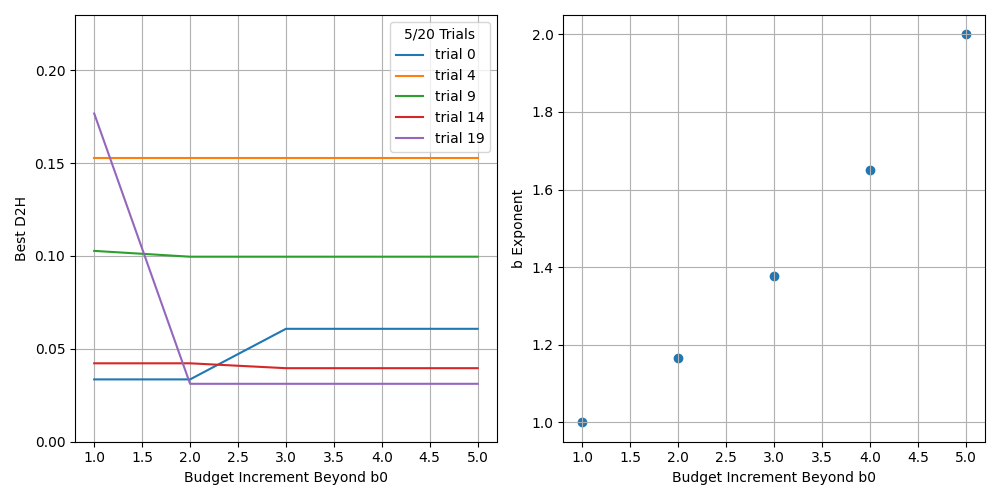 5/20 Trials
trial 0
trial 4
trial 9
trial 14
trial 19
Best D2H
0.20
0.15
0.10
0.05
0.00
1.0 1.5 2.0 2.5 3.0 3.5 4.0 4.5 5.0
Budget Increment Beyond b0
b Exponent
2.0
1.8
1.6
1.4
1.2
1.0
1.0 1.5 2.0 2.5 3.0 3.5 4.0 4.5 5.0
Budget Increment Beyond b0